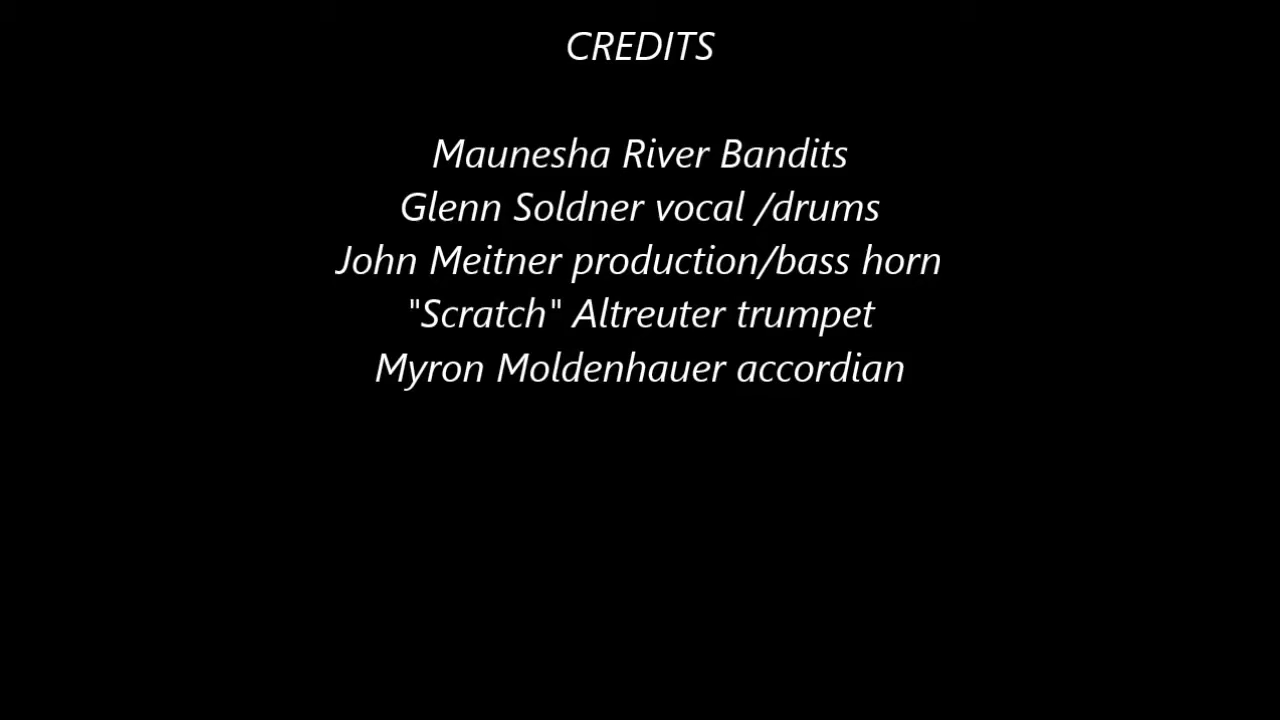 CREDITS
Maunesha River Bandits
Glenn Soldner vocal /drums
John Meitner production/bass horn
"Scratch" Altreuter trumpet
Myron Moldenhauer accordian